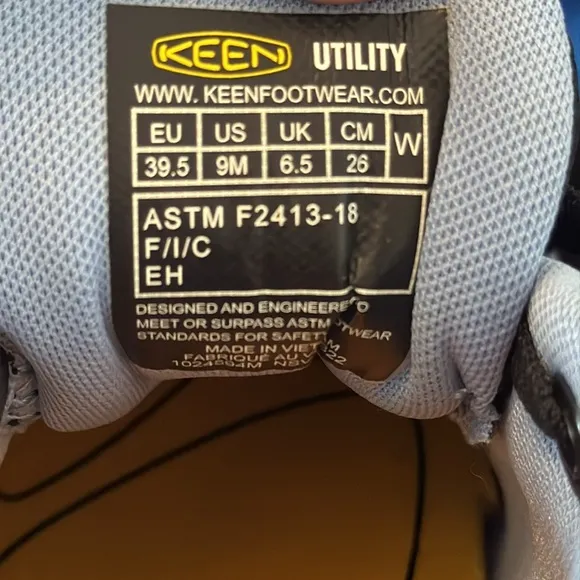 KEEN UTILITY
WWW.KEENFOOTWEAR.COM
EU US UK CM W
39.5 9M 6.5 26
ASTM F2413-18
F/I/C
EH
DESIGNED AND ENGINEERED
MEET OR SURPASS ASTM
STANDARDS FOR SAFETY
MADE IN
FABRIQUE AU